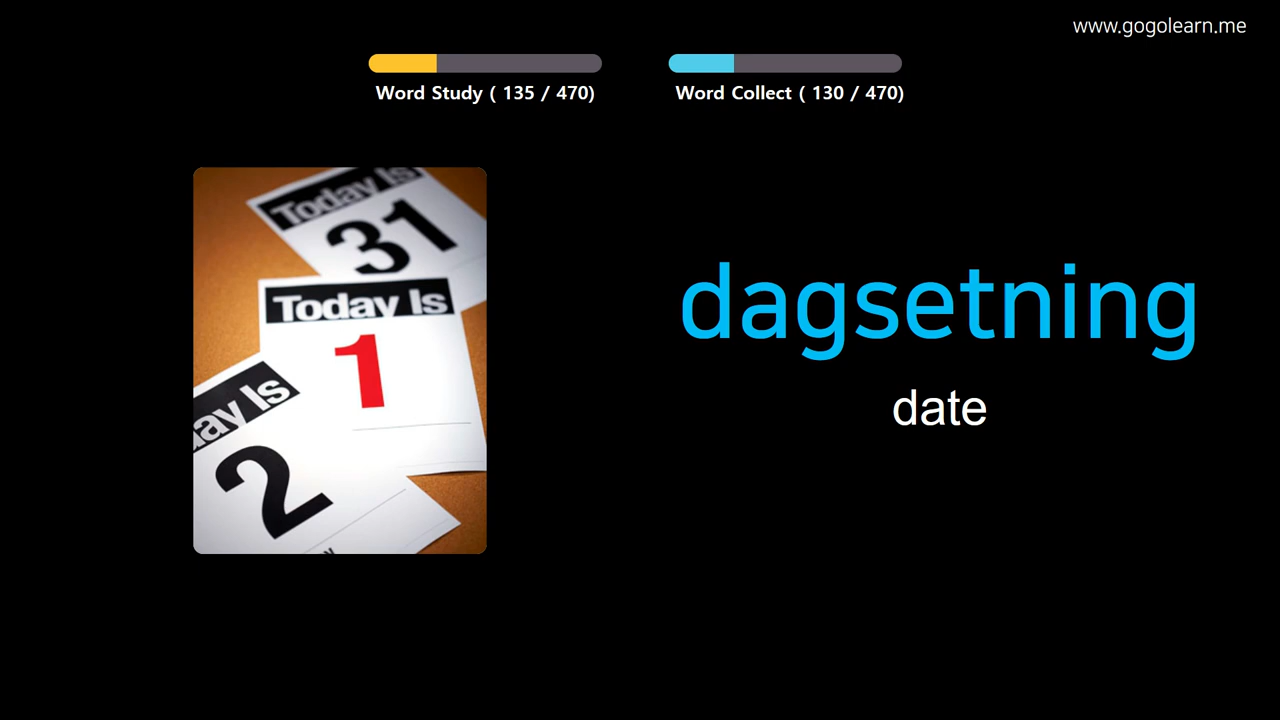 www.gogolearn.me
Word Study ( 135 / 470)
Word Collect ( 130 / 470)
Today Is
31
Today Is
1
ay Is
2
dagsetning
date